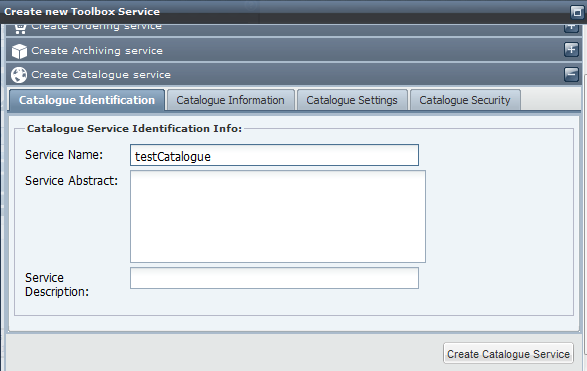 Create new Toolbox Service
Create Ordering service
Create Archiving service
Create Catalogue service
Catalogue Identification Catalogue Information Catalogue Settings Catalogue Security
Catalogue Service Identification Info:
Service Name: testCatalogue
Service Abstract:
Service
Description:
Create Catalogue Service